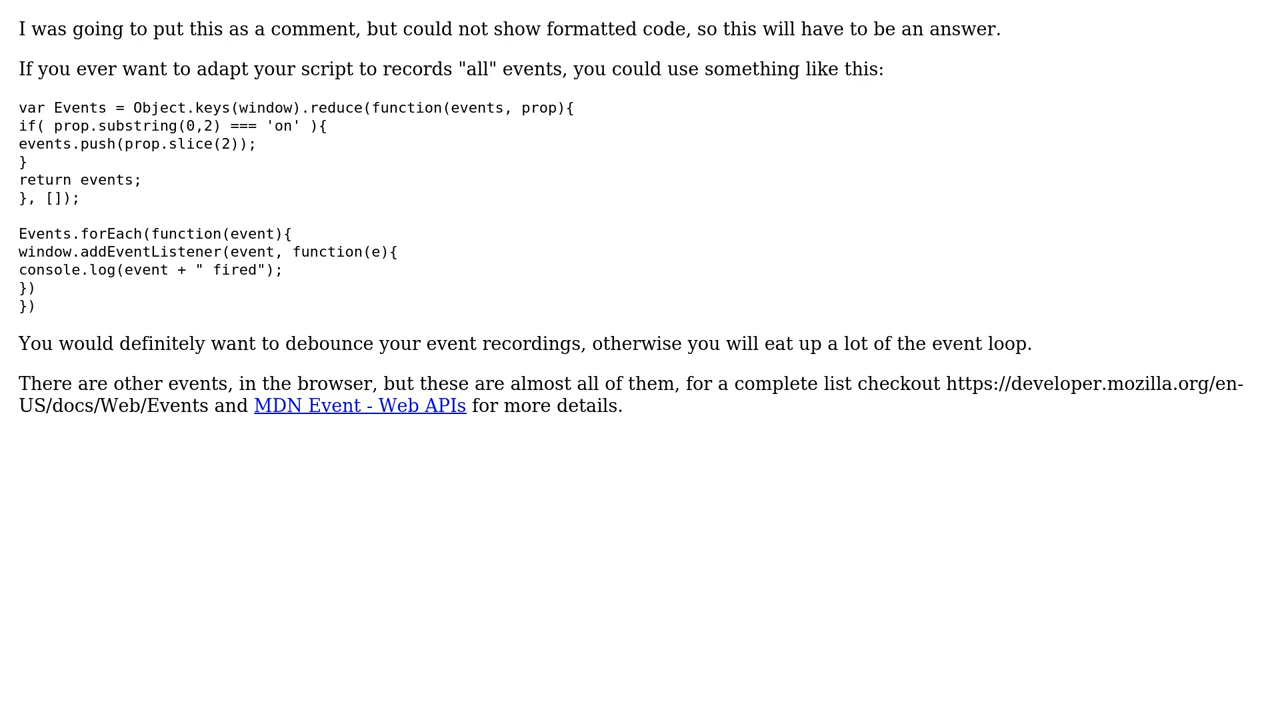 I was going to put this as a comment, but could not show formatted code, so this will have to be an answer.
If you ever want to adapt your script to records "all" events, you could use something like this:
var Events = Object.keys(window).reduce(function(events, prop){
if( prop.substring(0,2) === 'on' ){
events.push(prop.slice(2));
}
return events;
}, []);
Events.forEach(function(event){
window.addEventListener(event, function(e){
console.log(event + " fired");
})
})
You would definitely want to debounce your event recordings, otherwise you will eat up a lot of the event loop.
There are other events, in the browser, but these are almost all of them, for a complete list checkout https://developer.mozilla.org/en-
US/docs/Web/Events and MDN Event - Web APIs for more details.